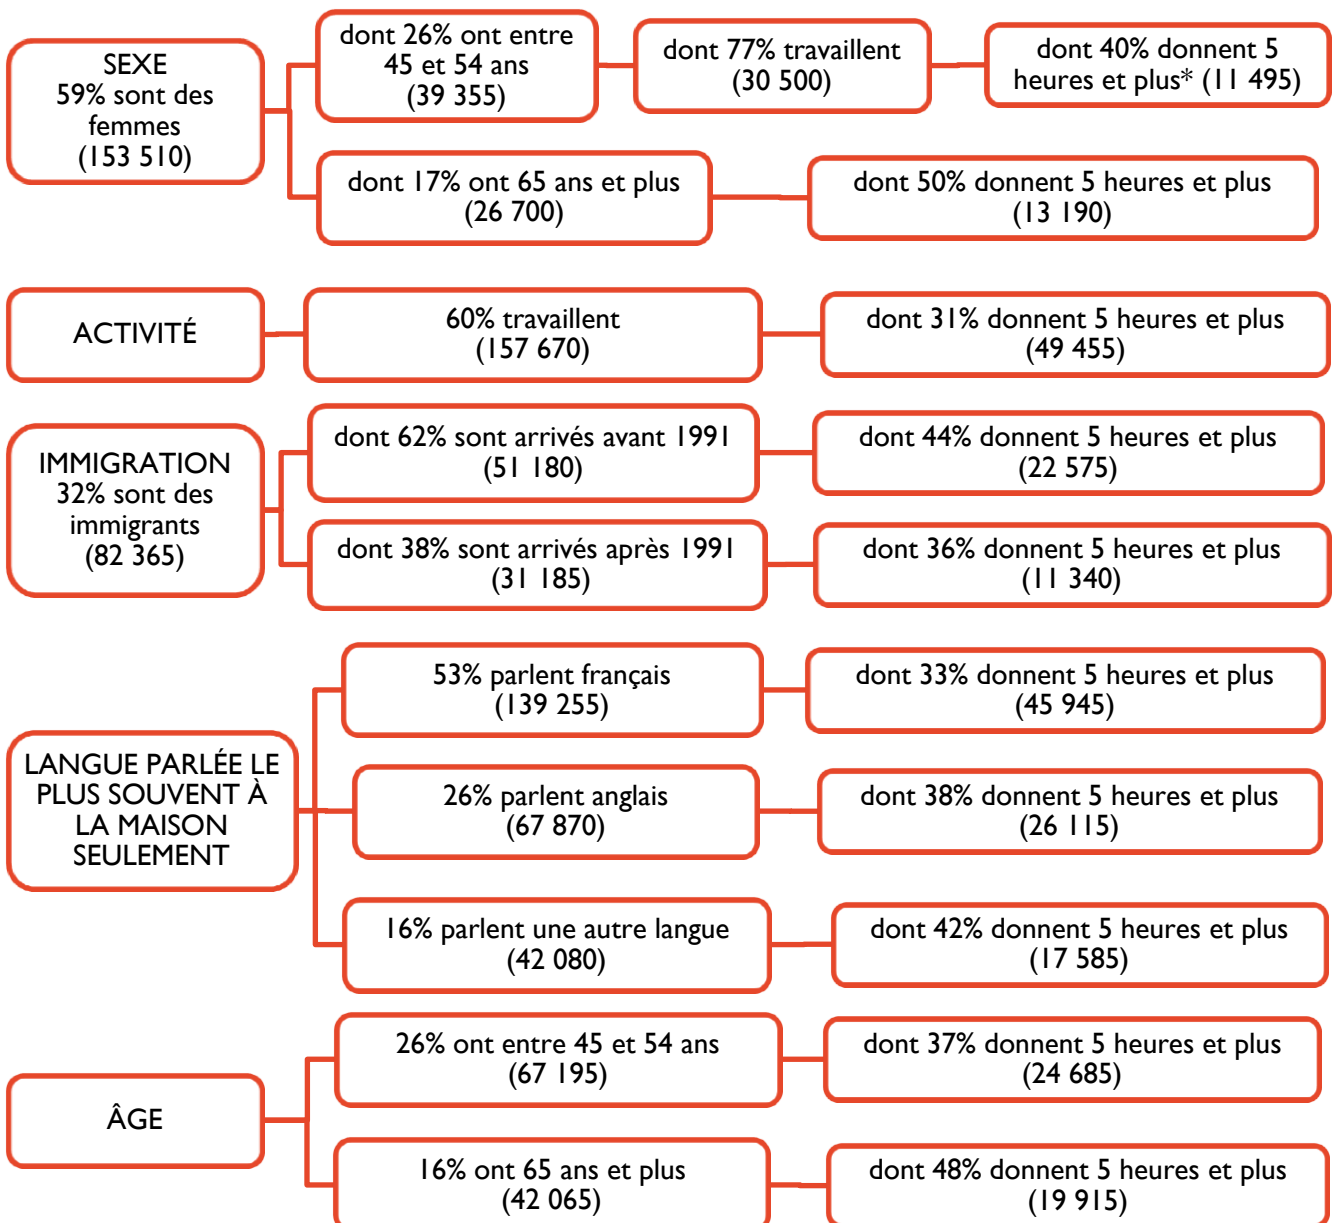 SEXE
59% sont des
femmes
(153 510)
dont 26% ont entre
45 et 54 ans
(39 355)
dont 77% travaillent
(30 500)
dont 40% donnent 5
heures et plus* (11 495)
dont 17% ont 65 ans et plus
(26 700)
dont 50% donnent 5 heures et plus
(13 190)
ACTIVITÉ
60% travaillent
(157 670)
dont 31% donnent 5 heures et plus
(49 455)
IMMIGRATION
32% sont des
immigrants
(82 365)
dont 62% sont arrivés avant 1991
(51 180)
dont 44% donnent 5 heures et plus
(22 575)
dont 38% sont arrivés après 1991
(31 185)
dont 36% donnent 5 heures et plus
(11 340)
LANGUE PARLÉE LE
PLUS SOUVENT À
LA MAISON
SEULEMENT
53% parlent français
(139 255)
dont 33% donnent 5 heures et plus
(45 945)
26% parlent anglais
(67 870)
dont 38% donnent 5 heures et plus
(26 115)
16% parlent une autre langue
(42 080)
dont 42% donnent 5 heures et plus
(17 585)
ÂGE
26% ont entre 45 et 54 ans
(67 195)
dont 37% donnent 5 heures et plus
(24 685)
16% ont 65 ans et plus
(42 065)
dont 48% donnent 5 heures et plus
(19 915)